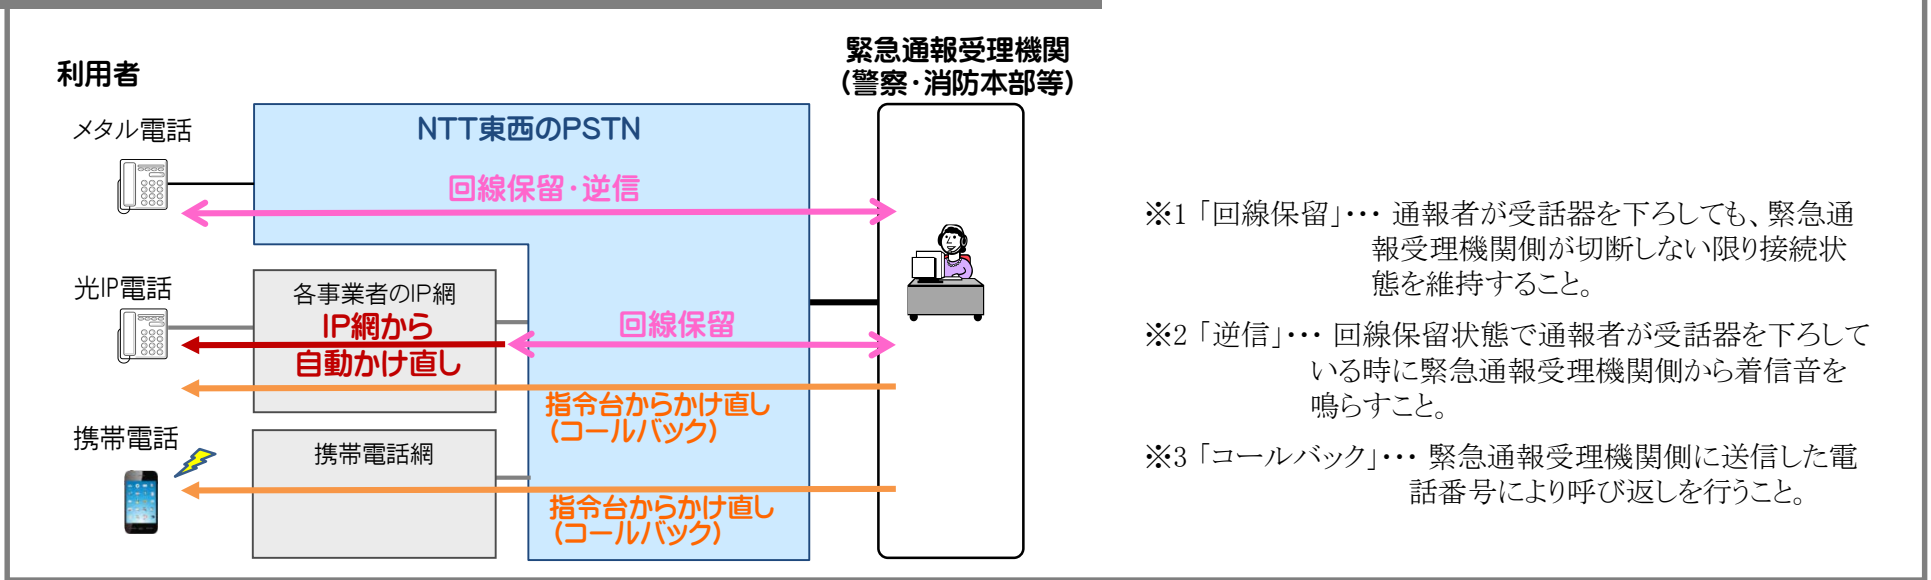 利用者
緊急通報受理機関
(警察・消防本部等)
メタル電話
NTT東西のPSTN
回線保留・逆信
光IP電話
各事業者のIP網
IP網から
自動かけ直し
回線保留
指令台からかけ直し
(コールバック)
携帯電話
携帯電話網
指令台からかけ直し
(コールバック)
※1 「回線保留」・・・ 通報者が受話器を下ろしても、緊急通
報受理機関側が切断しない限り接続状
態を維持すること。
※2 「逆信」・・・ 回線保留状態で通報者が受話器を下ろして
いる時に緊急通報受理機関側から着信音を
鳴らすこと。
※3 「コールバック」・・・ 緊急通報受理機関側に送信した電
話番号により呼び返しを行うこと。